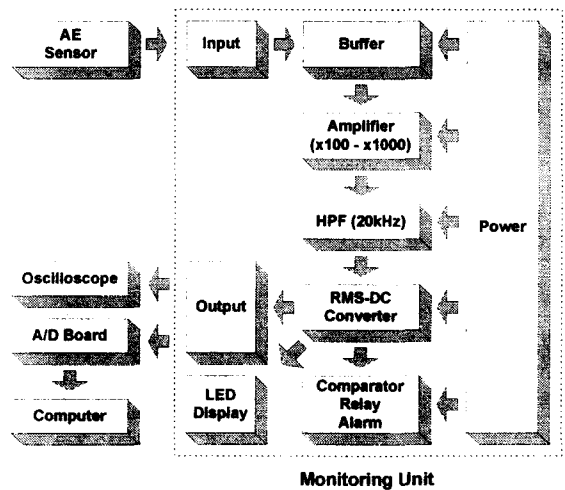 AE
Sensor
Input
Buffer
Amplifier
(x100 - x1000)
HPF (20kHz)
Power
Oscilloscope
Output
RMS-DC
Converter
A/D Board
LED
Display
Comparator
Relay
Alarm
Computer
Monitoring Unit